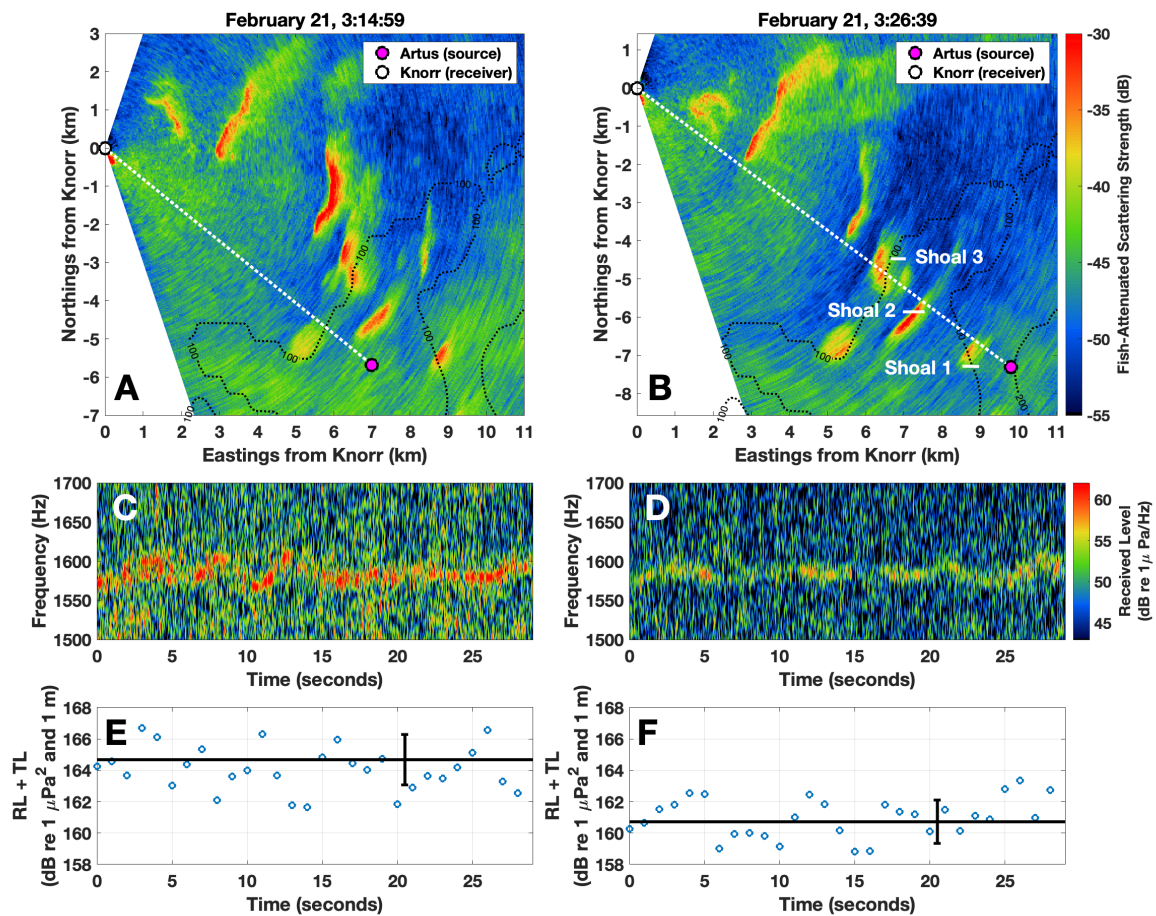 February 21, 3:14:59
February 21, 3:26:39
Artus (source)
Knorr (receiver)
Artus (source)
Knorr (receiver)
3
2
1
0
-1
-2
-3
-4
-5
-6
-7
Northings from Knorr (km)
100
100
100
100
100
A
0 1 2 3 4 5 6 7 8 9 10 11
Eastings from Knorr (km)
1
0
-1
-2
-3
-4
-5
-6
-7
-8
Northings from Knorr (km)
100
100
100
100
100
100
200
Shoal 3
Shoal 2
Shoal 1
B
0 1 2 3 4 5 6 7 8 9 10 11
Eastings from Knorr (km)
-30
-35
-40
-45
-50
-55
Fish-Attenuated Scattering Strength (dB)
C
1700
1650
1600
1550
1500
Frequency (Hz)
0 5 10 15 20 25
Time (seconds)
D
1700
1650
1600
1550
1500
Frequency (Hz)
0 5 10 15 20 25
Time (seconds)
60
55
50
45
Received Level
(dB re 1μ Pa/Hz)
E
168
166
164
162
160
158
RL + TL
(dB re 1 μPa² and 1 m)
0 5 10 15 20 25
Time (seconds)
F
168
166
164
162
160
158
RL + TL
(dB re 1 μPa² and 1 m)
0 5 10 15 20 25
Time (seconds)